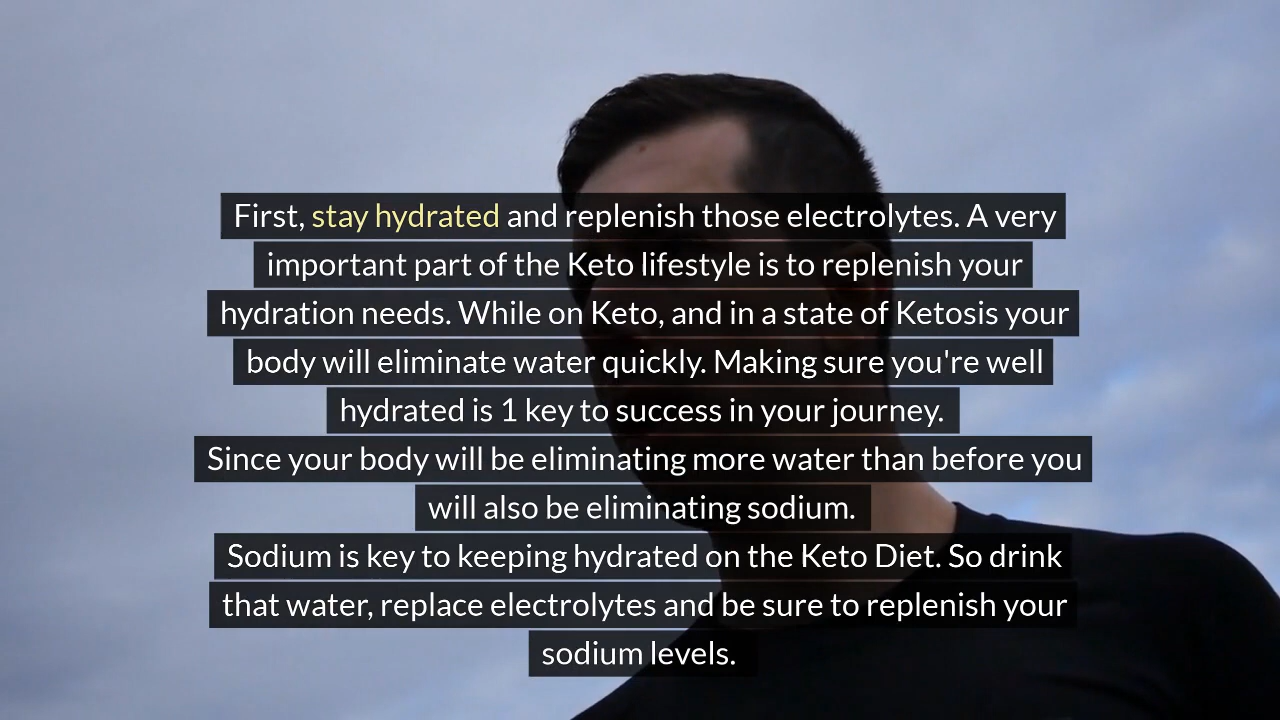 First, stay hydrated and replenish those electrolytes. A very
important part of the Keto lifestyle is to replenish your
hydration needs. While on Keto, and in a state of Ketosis your
body will eliminate water quickly. Making sure you're well
hydrated is 1 key to success in your journey.
Since your body will be eliminating more water than before you
will also be eliminating sodium.
Sodium is key to keeping hydrated on the Keto Diet. So drink
that water, replace electrolytes and be sure to replenish your
sodium levels.